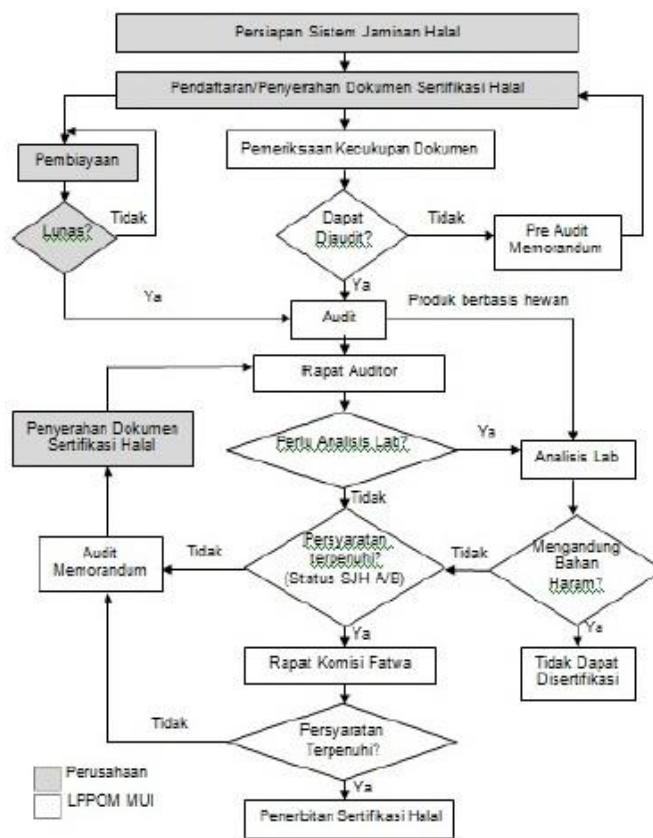 Persiapan Sistem Jaminan Halal
Pendaftaran/Penyerahan Dokumen Sertifikasi Halal
Pembiayaan
Pemeriksaan Kecukupan Dokumen
Lunas?
Tidak
Dapat
Diaudit?
Tidak
Pre Audit
Memorandum
Ya
Ya
Produk berbasis hewan
Audit
Rapat Auditor
Penyerahan Dokumen
Sertifikasi Halal
Perlu Analisis Lab?
Ya
Analisis Lab
Tidak
Audit
Memorandum
Tidak
Persyaratan
terpenuhi?
(Status SJH A/B)
Tidak
Mengandung
Bahan
Haram?
Ya
Ya
Rapat Komisi Fatwa
Tidak Dapat
Disertifikasi
Tidak
Persyaratan
Terpenuhi?
Perusahaan
LPPOM MUI
Ya
Penerbitan Sertifikasi Halal